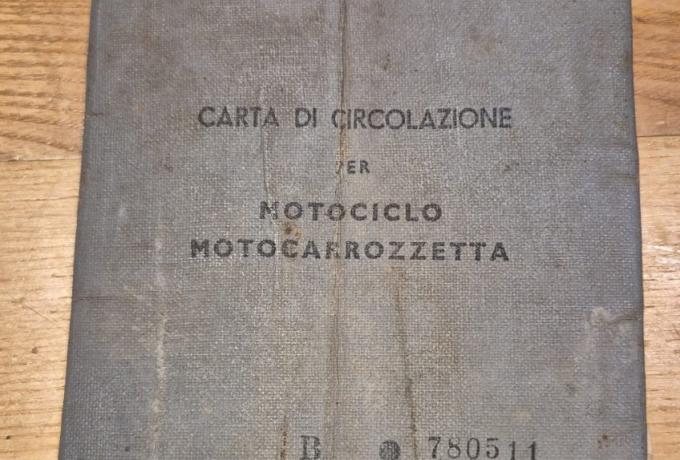 CARTA DI CIRCOLAZIONE
PER
MOTOCICLO
MOTOCARROZZETTA
B 780511